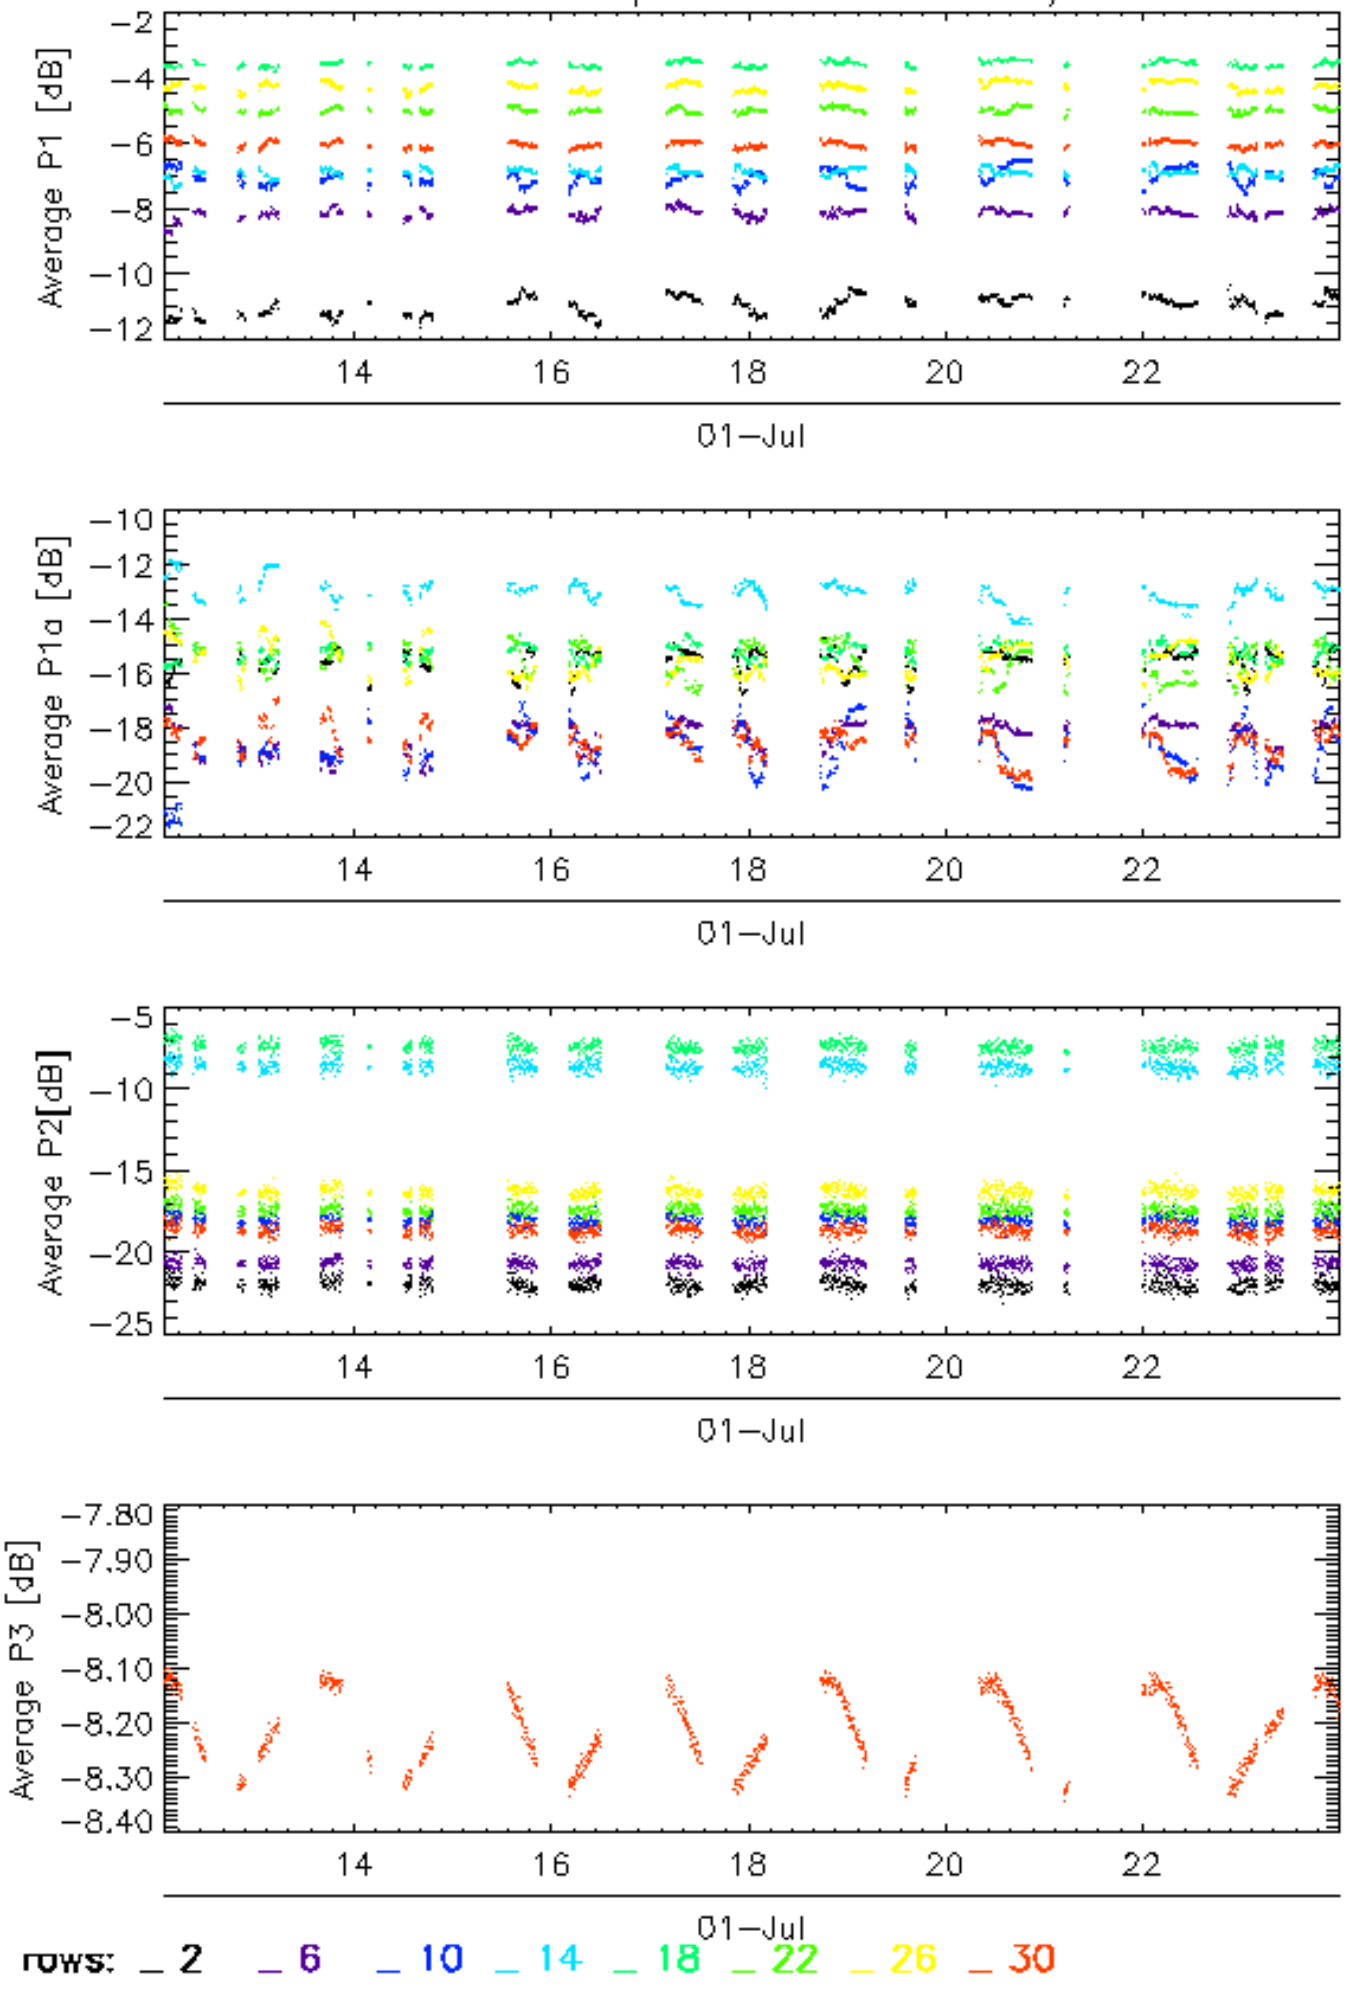 Average P1 [dB]
-2
-4
-6
-8
-10
-12
14 16 18 20 22
01-Jul
Average P1a [dB]
-10
-12
-14
-16
-18
-20
-22
14 16 18 20 22
01-Jul
Average P2[dB]
-5
-10
-15
-20
-25
14 16 18 20 22
01-Jul
Average P3 [dB]
-7.80
-7.90
-8.00
-8.10
-8.20
-8.30
-8.40
14 16 18 20 22
01-Jul
rows: _ 2 _ 6 _ 10 _ 14 _ 18 _ 22 _ 26 _ 30